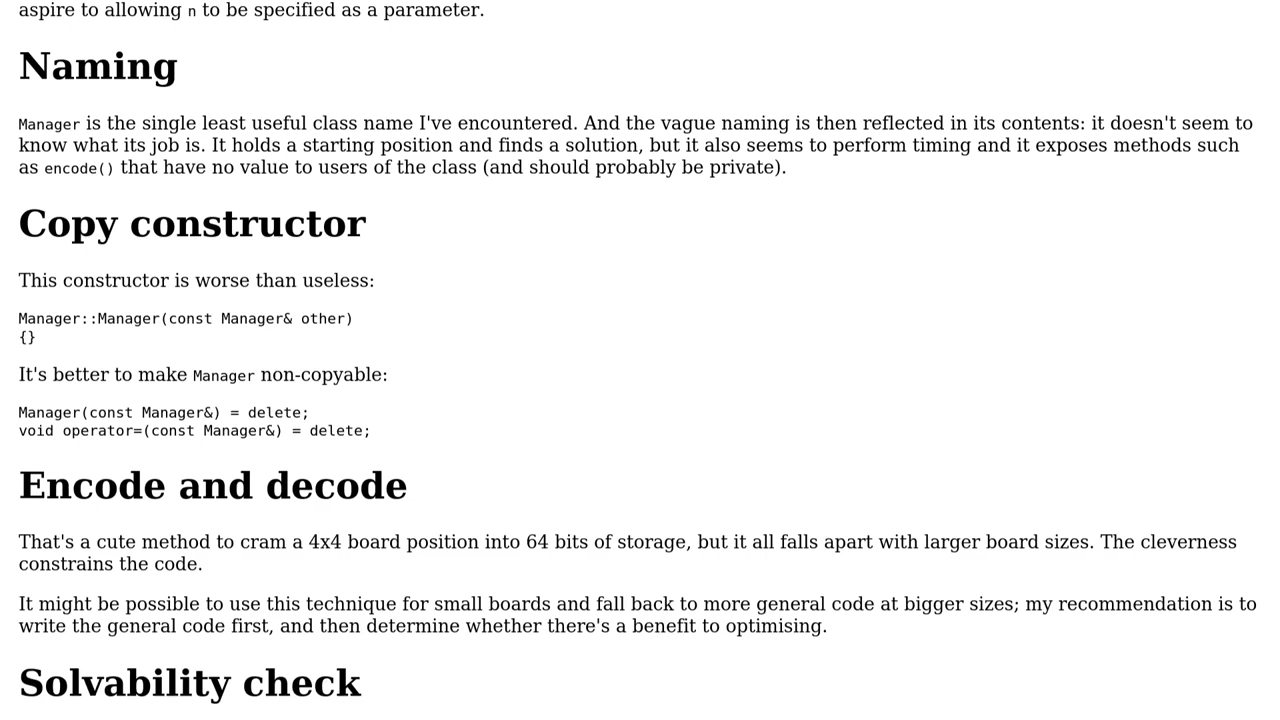 aspire to allowing n to be specified as a parameter.
Naming
Manager is the single least useful class name I've encountered. And the vague naming is then reflected in its contents: it doesn't seem to
know what its job is. It holds a starting position and finds a solution, but it also seems to perform timing and it exposes methods such
as encode() that have no value to users of the class (and should probably be private).
Copy constructor
This constructor is worse than useless:
Manager::Manager(const Manager& other)
{}
It's better to make Manager non-copyable:
Manager(const Manager&) = delete;
void operator=(const Manager&) = delete;
Encode and decode
That's a cute method to cram a 4x4 board position into 64 bits of storage, but it all falls apart with larger board sizes. The cleverness
constrains the code.
It might be possible to use this technique for small boards and fall back to more general code at bigger sizes; my recommendation is to
write the general code first, and then determine whether there's a benefit to optimising.
Solvability check